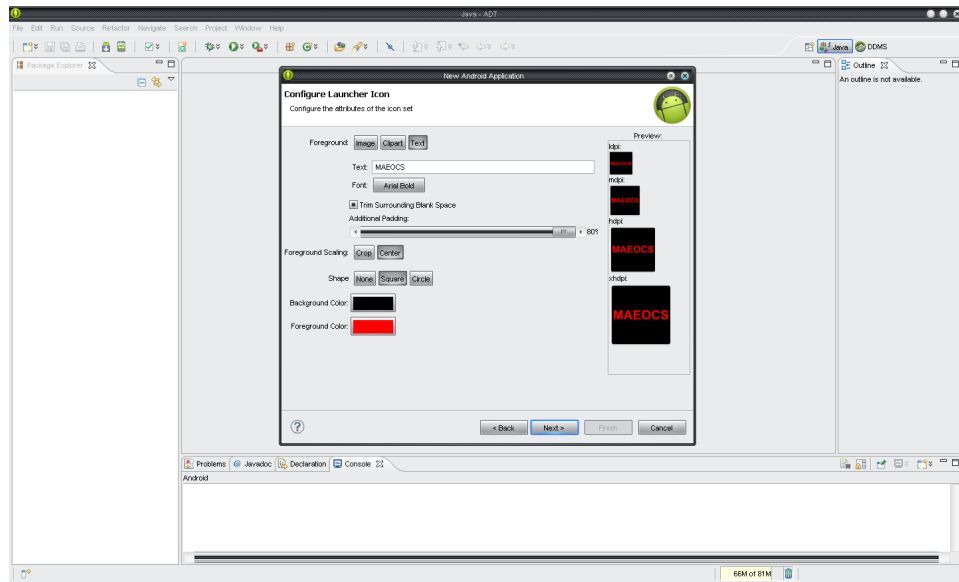 Java - ADT
File Edit Run Source Refactor Navigate Search Project Window Help
Java DDMS
Package Explorer
Outline
An outline is not available.
New Android Application
Configure Launcher Icon
Configure the attributes of the icon set
Foreground: Image Clipart Text
Text: MAEOCS
Font: Arial Bold
Trim Surrounding Blank Space
Additional Padding:
80%
Foreground Scaling: Crop Center
Shape None Square Circle
Background Color:
Foreground Color:
Preview:
ldpi:
MAEOCS
mdpi:
MAEOCS
hdpi:
MAEOCS
xhdpi:
MAEOCS
? < Back Next > Finish Cancel
Problems @ Javadoc Declaration Console
Android
66M of 81M